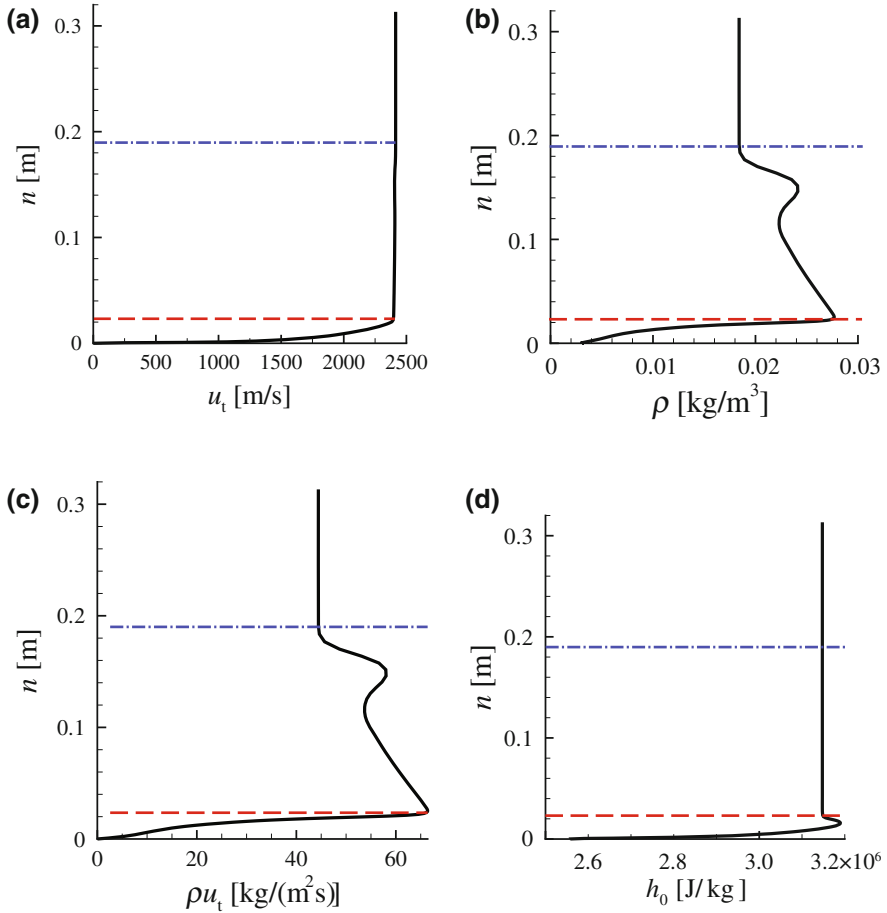 (a)
0.3
0.2
0.1
0
n [m]
0 500 1000 1500 2000 2500
uₜ [m/s]
(b)
0.3
0.2
0.1
0
n [m]
0 0.01 0.02 0.03
ρ [kg/m³]
(c)
0.3
0.2
0.1
0
n [m]
0 20 40 60
ρuₜ [kg/(m²s)]
(d)
0.3
0.2
0.1
0
n [m]
2.6 2.8 3.0 3.2×10⁶
h₀ [J/kg]